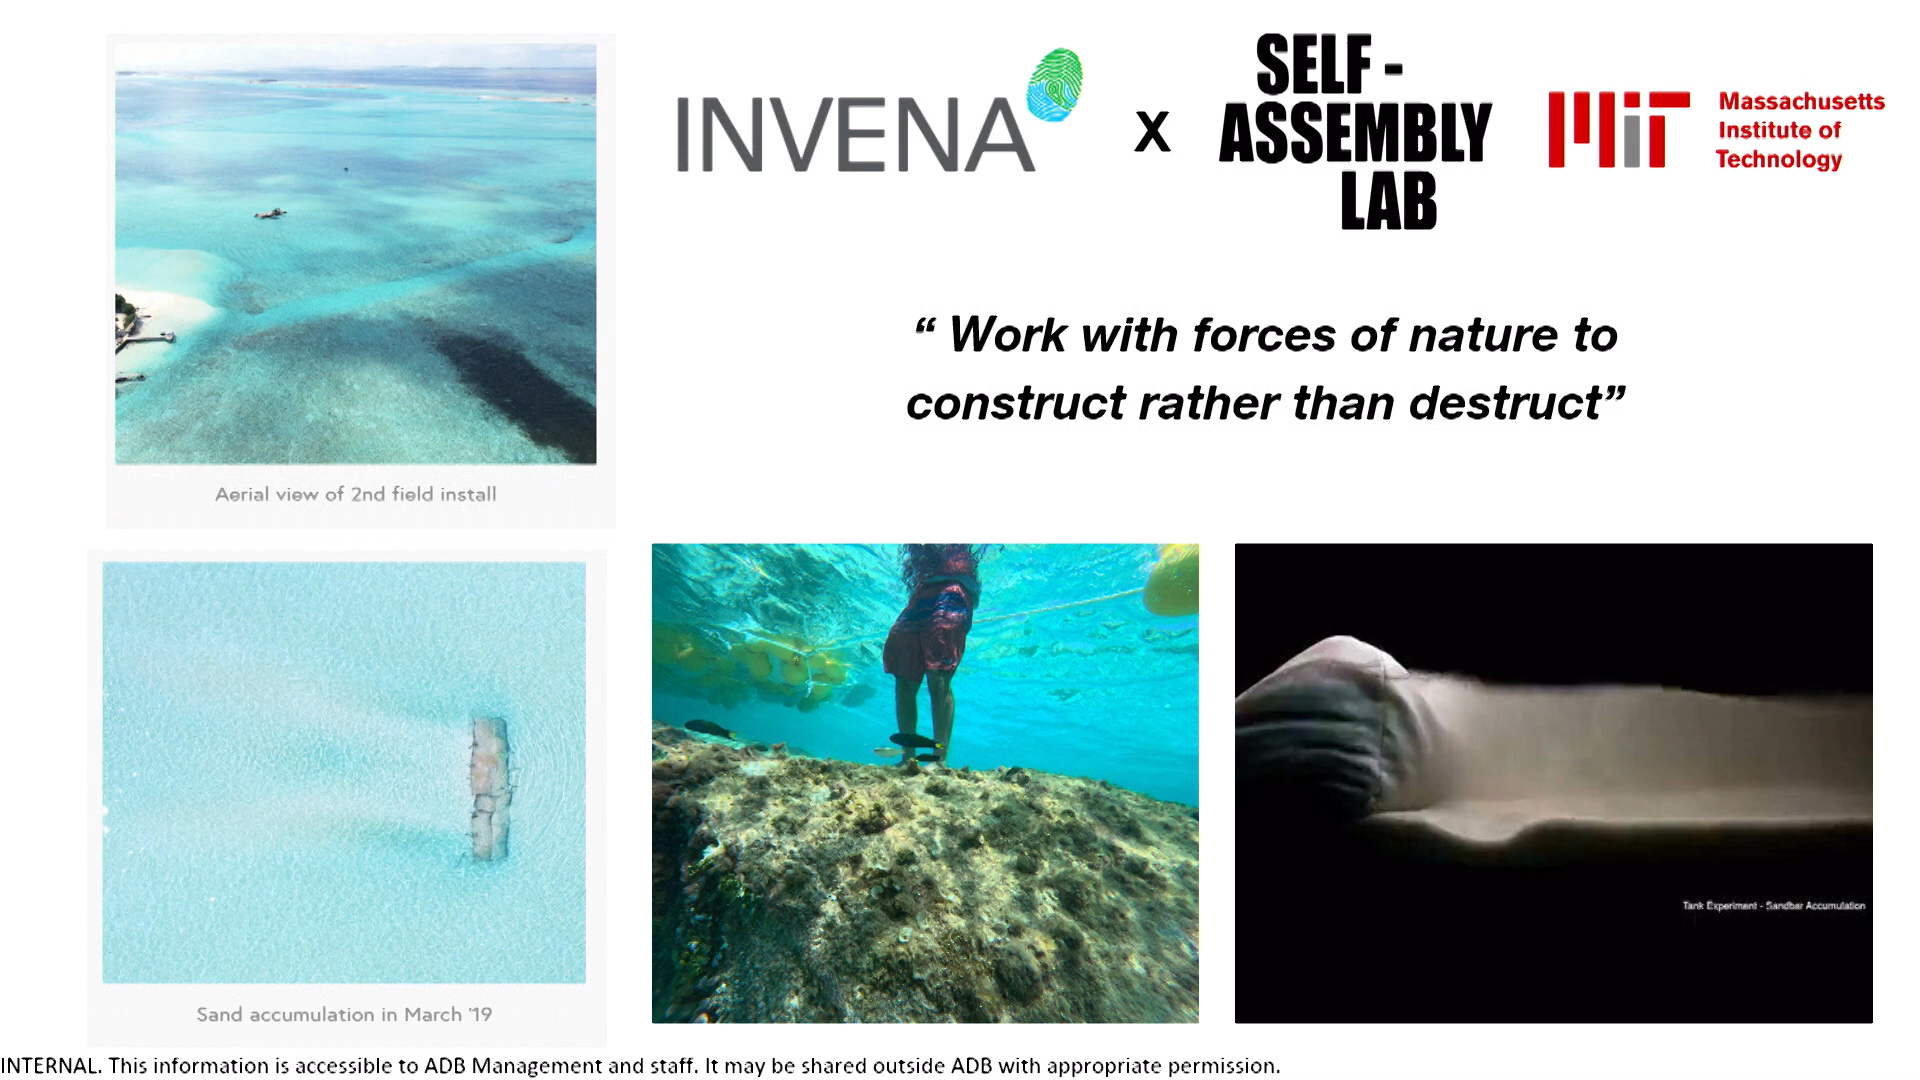 INVENA
X
SELF -
ASSEMBLY
LAB
MIT
Massachusetts
Institute of
Technology
“ Work with forces of nature to
construct rather than destruct”
Aerial view of 2nd field install
Sand accumulation in March '19
Tank Experiment - Sandbar Accumulation
INTERNAL. This information is accessible to ADB Management and staff. It may be shared outside ADB with appropriate permission.